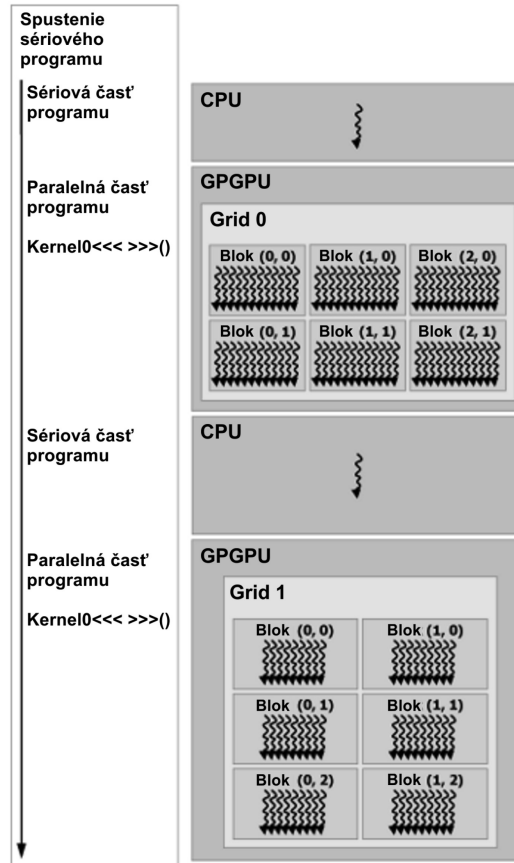 Spustenie
sériového
programu
Sériová časť
programu
CPU
Paralelná časť
programu
Kernel0<<< >>>()
GPGPU
Grid 0
Blok (0, 0)
Blok (1, 0)
Blok (2, 0)
Blok (0, 1)
Blok (1, 1)
Blok (2, 1)
Sériová časť
programu
CPU
Paralelná časť
programu
Kernel0<<< >>>()
GPGPU
Grid 1
Blok (0, 0)
Blok (1, 0)
Blok (0, 1)
Blok (1, 1)
Blok (0, 2)
Blok (1, 2)